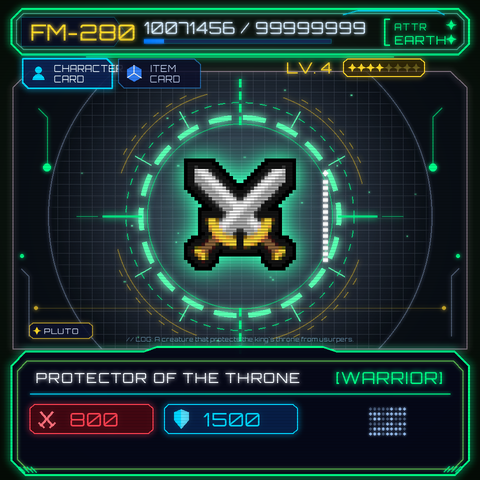 FM-280
10071456 / 99999999
ATTR
EARTH
CHARACTER
CARD
ITEM
CARD
LV.4
PLUTO
// LOG: A creature that protects the king's throne from usurpers.
PROTECTOR OF THE THRONE
[WARRIOR]
800
1500